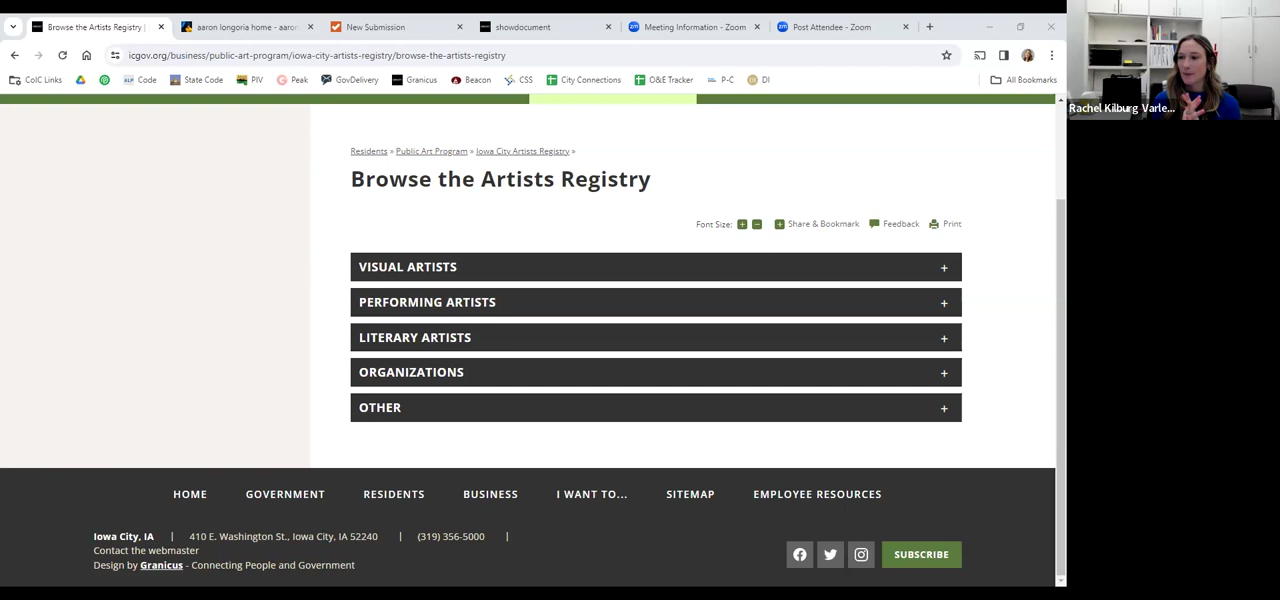 Browse the Artists Registry |
aaron longoria home - aaron
New Submission
showdocument
Meeting Information - Zoom
Post Attendee - Zoom
icgov.org/business/public-art-program/iowa-city-artists-registry/browse-the-artists-registry
CoIC Links
Code
State Code
PIV
Peak
GovDelivery
Granicus
Beacon
CSS
City Connections
O&E Tracker
P-C
DI
All Bookmarks
Rachel Kilburg Varle...
Residents » Public Art Program » Iowa City Artists Registry »
Browse the Artists Registry
Font Size: + − + Share & Bookmark Feedback Print
VISUAL ARTISTS +
PERFORMING ARTISTS +
LITERARY ARTISTS +
ORGANIZATIONS +
OTHER +
HOME GOVERNMENT RESIDENTS BUSINESS I WANT TO... SITEMAP EMPLOYEE RESOURCES
Iowa City, IA | 410 E. Washington St., Iowa City, IA 52240 | (319) 356-5000 |
Contact the webmaster
Design by Granicus - Connecting People and Government
SUBSCRIBE